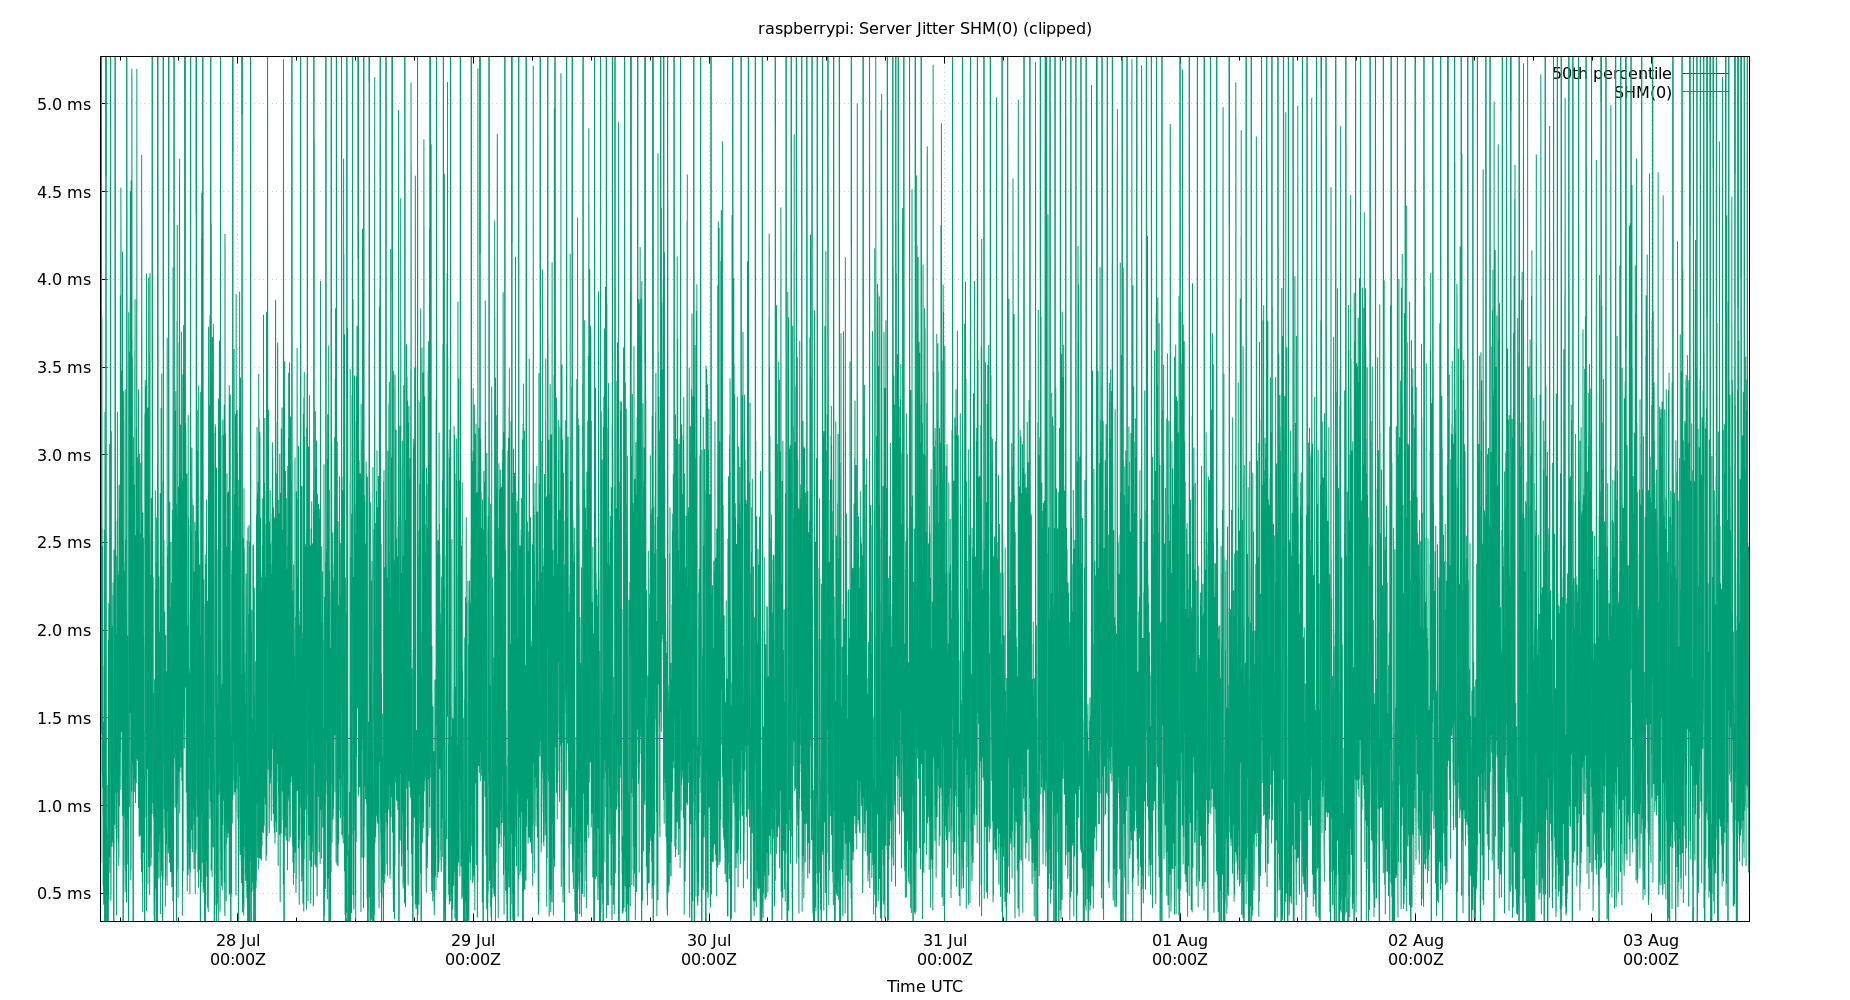 raspberrypi: Server Jitter SHM(0) (clipped)
50th percentile
SHM(0)
5.0 ms
4.5 ms
4.0 ms
3.5 ms
3.0 ms
2.5 ms
2.0 ms
1.5 ms
1.0 ms
0.5 ms
28 Jul 29 Jul 30 Jul 31 Jul 01 Aug 02 Aug 03 Aug
00:00Z 00:00Z 00:00Z 00:00Z 00:00Z 00:00Z 00:00Z
Time UTC